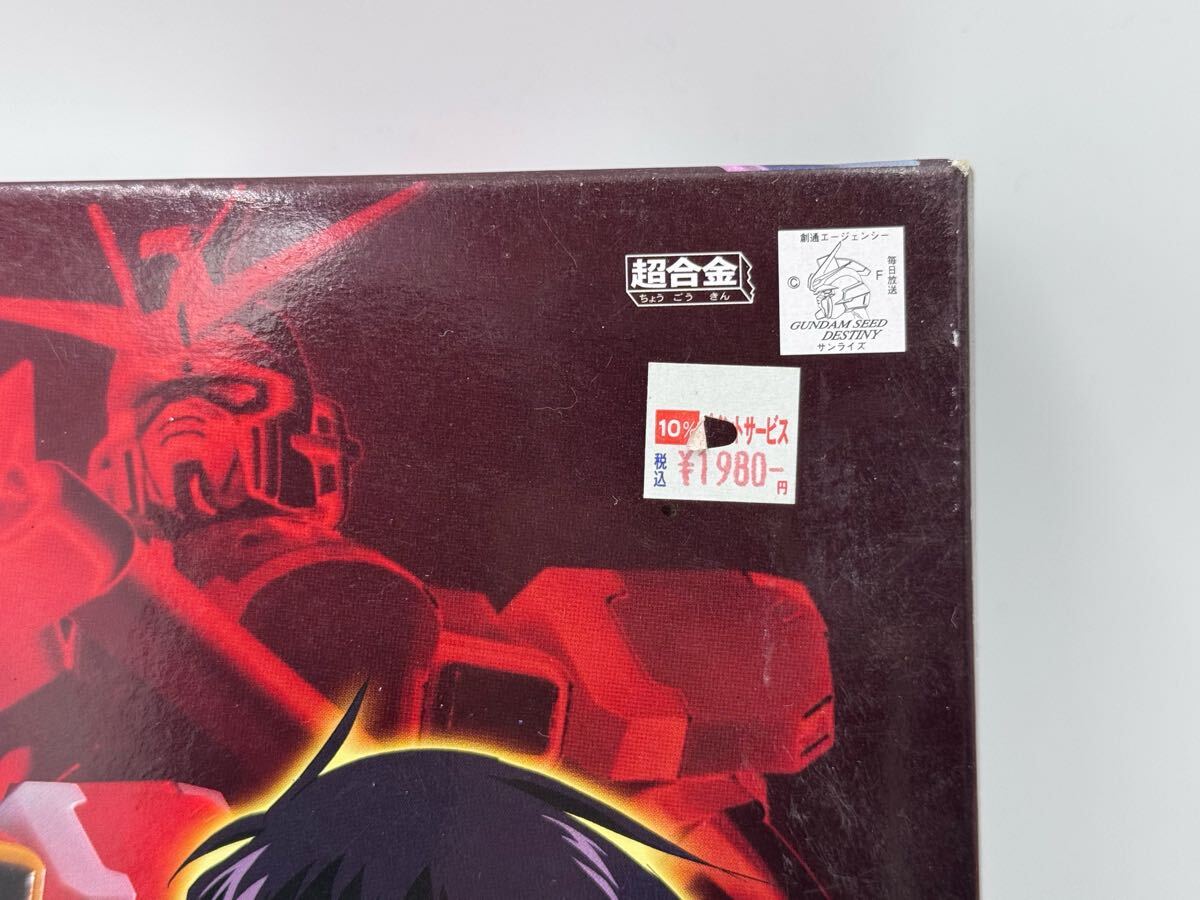 創通エージェンシー
© F
毎日放送
GUNDAM SEED
DESTINY
サンライズ
超合金
ちょう ごう きん
10%
サービス
税込 ¥1980-円